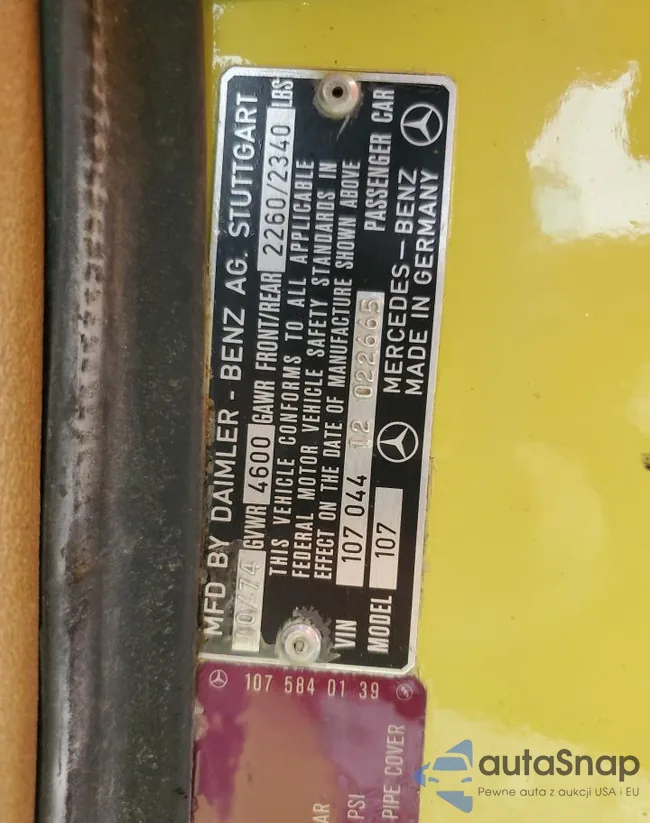 MFD BY DAIMLER - BENZ AG. STUTTGART
10/74 GVWR 4600 GAWR FRONT/REAR 2260/2340 LBS
THIS VEHICLE CONFORMS TO ALL APPLICABLE
FEDERAL MOTOR VEHICLE SAFETY STANDARDS IN
EFFECT ON THE DATE OF MANUFACTURE SHOWN ABOVE
VIN 107 044 12 022665 PASSENGER CAR
MODEL 107 MERCEDES-BENZ
MADE IN GERMANY
107 584 01 39
AR
PSI
PIPE COVER
autoSnap
Pewne auta z aukcji USA i EU